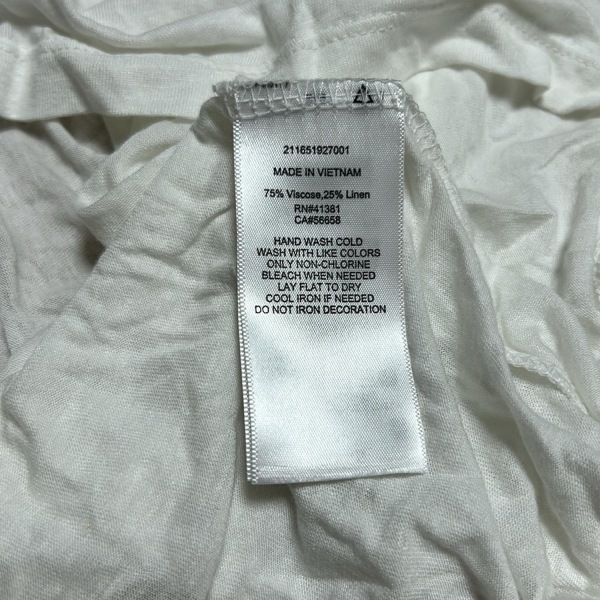 211651927001
MADE IN VIETNAM
75% Viscose,25% Linen
RN#41381
CA#56658
HAND WASH COLD
WASH WITH LIKE COLORS
ONLY NON-CHLORINE
BLEACH WHEN NEEDED
LAY FLAT TO DRY
COOL IRON IF NEEDED
DO NOT IRON DECORATION